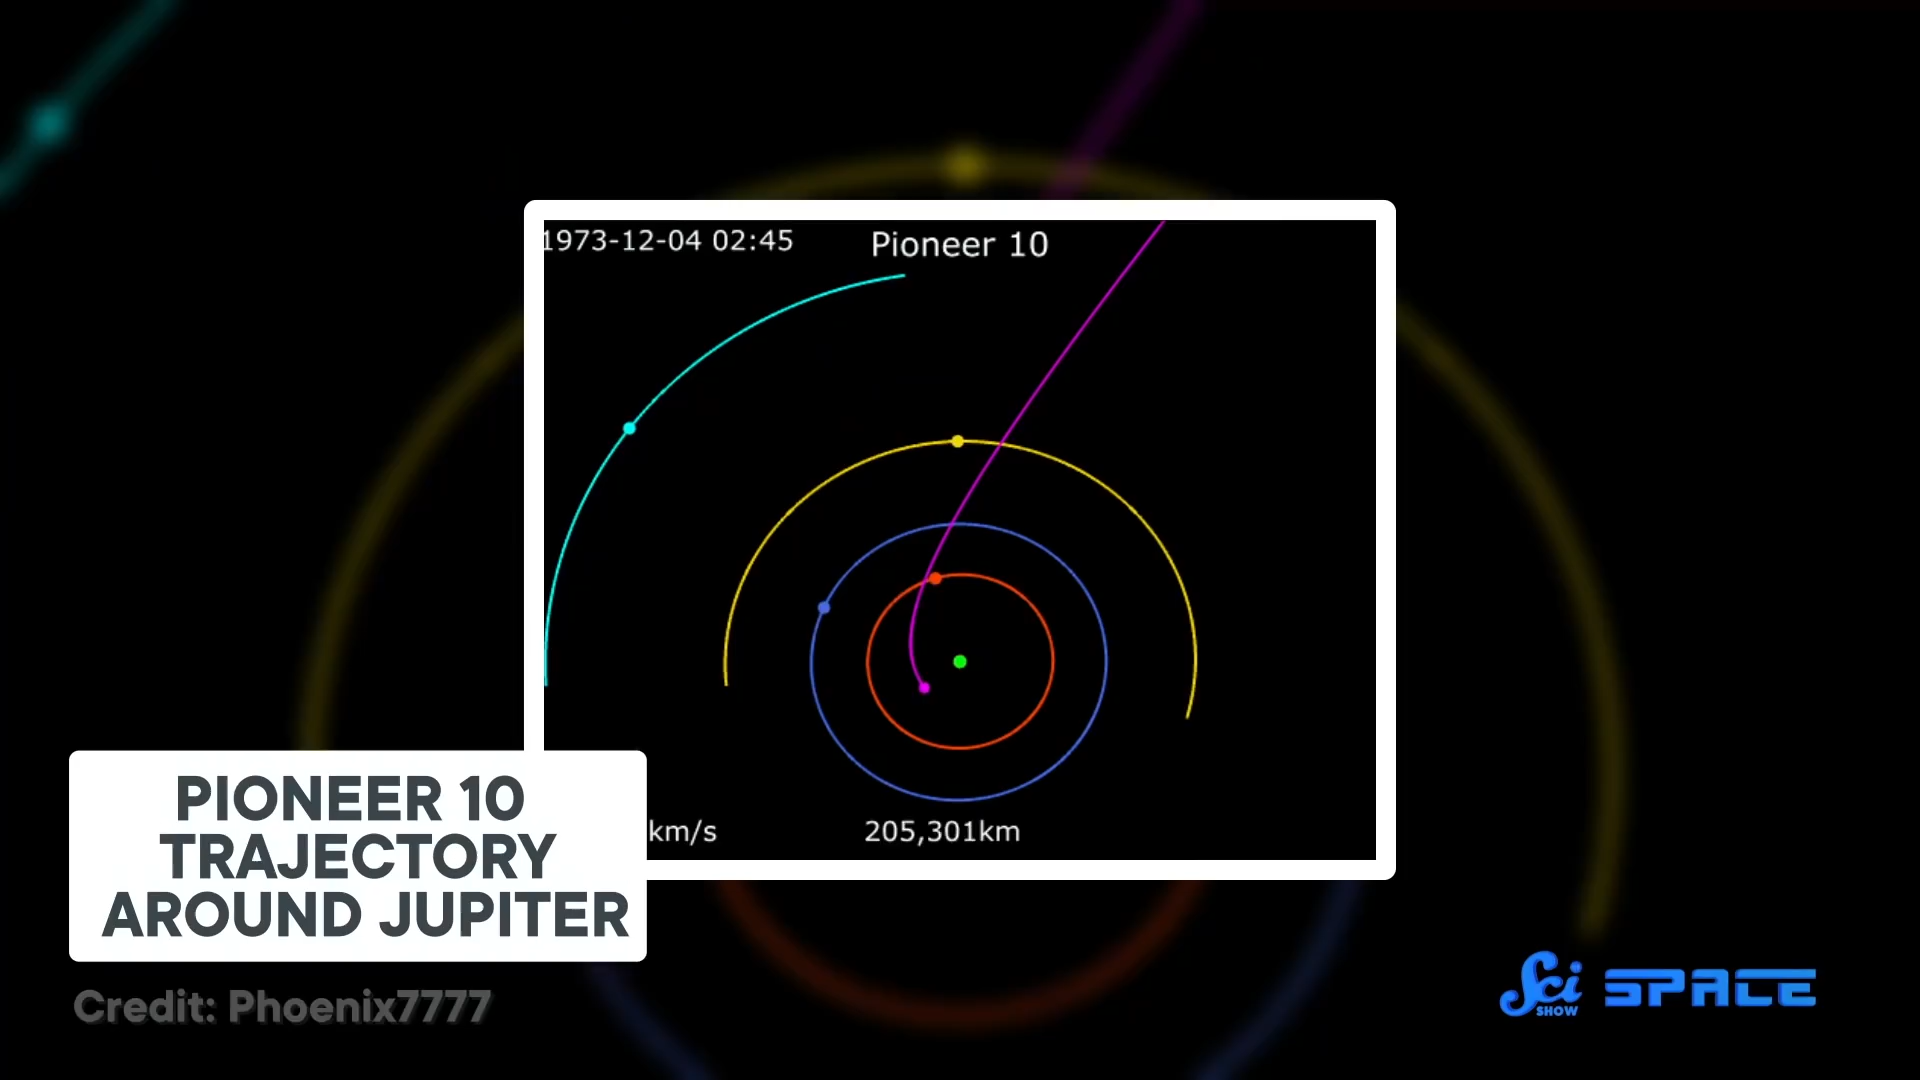 1973-12-04 02:45
Pioneer 10
km/s
205,301km
PIONEER 10
TRAJECTORY
AROUND JUPITER
Credit: Phoenix7777
Sci SHOW SPACE